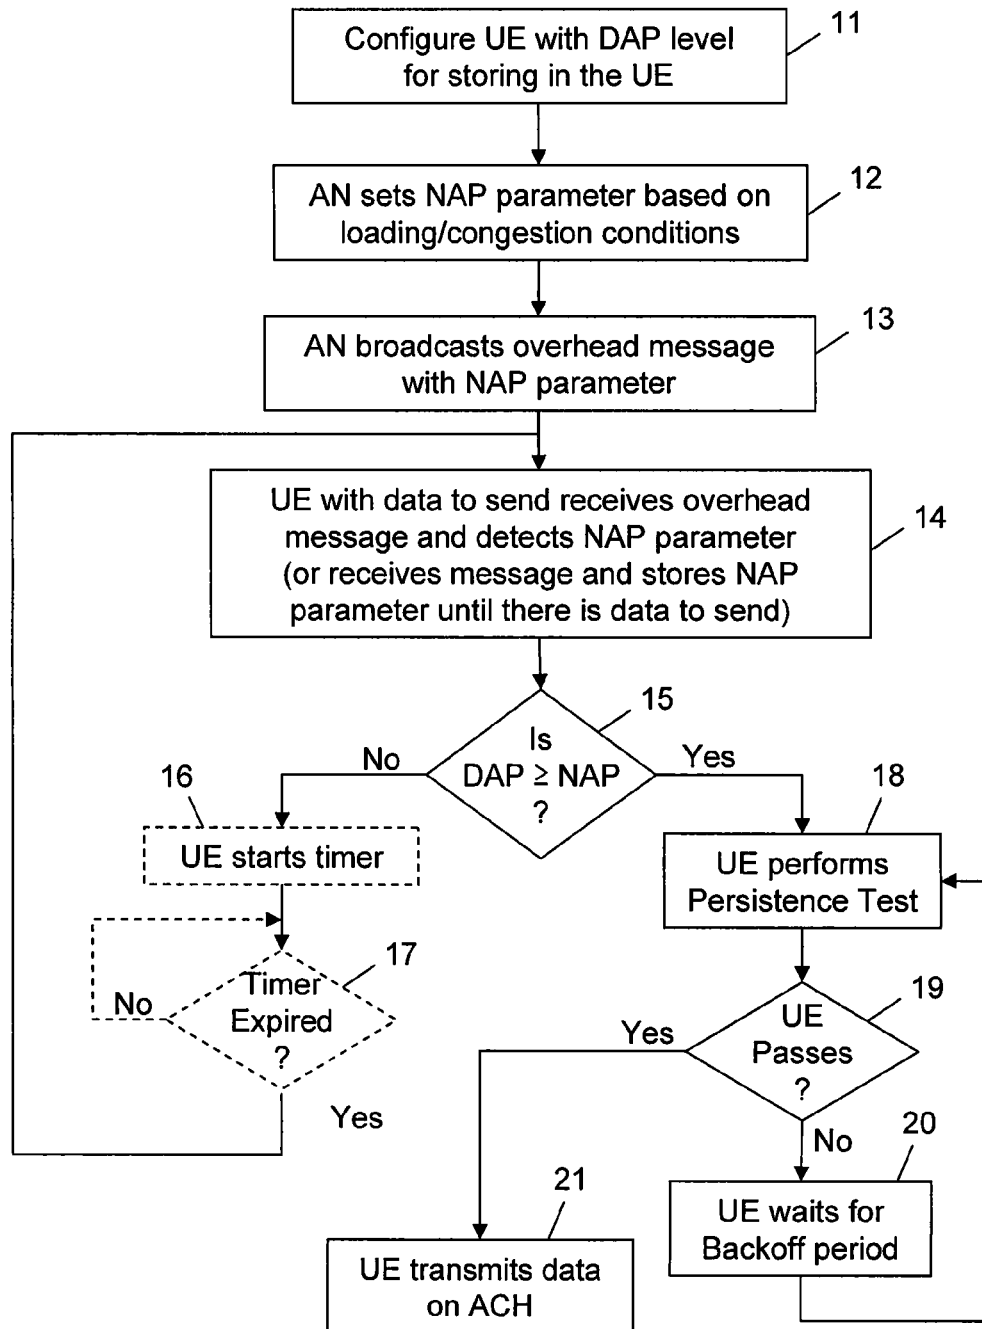 Configure UE with DAP level
for storing in the UE
11
AN sets NAP parameter based on
loading/congestion conditions
12
AN broadcasts overhead message
with NAP parameter
13
UE with data to send receives overhead
message and detects NAP parameter
(or receives message and stores NAP
parameter until there is data to send)
14
Is
DAP ≥ NAP
?
15
No
Yes
16
UE starts timer
18
UE performs
Persistence Test
Timer
Expired
?
17
No
Yes
UE
Passes
?
19
Yes
No
20
UE waits for
Backoff period
21
UE transmits data
on ACH